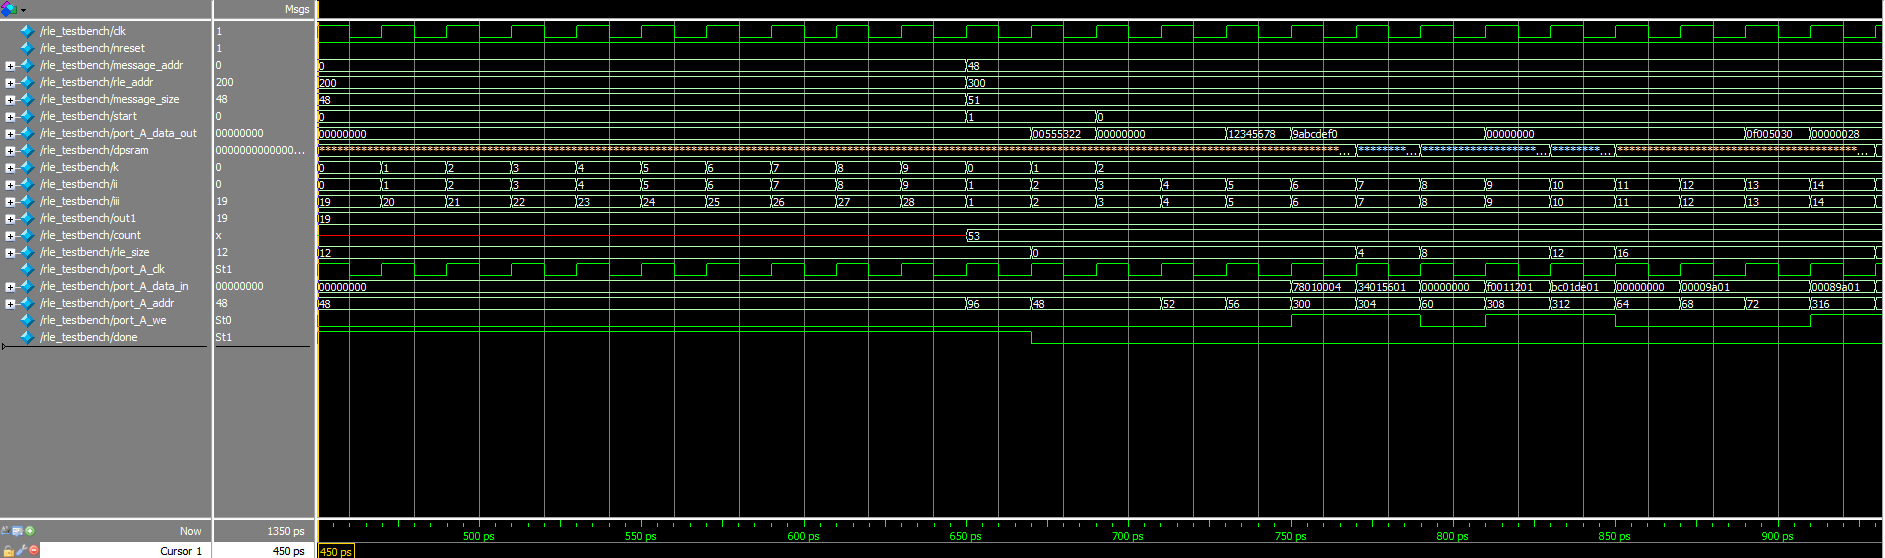 Msgs
/rle_testbench/clk 1
/rle_testbench/nreset 1
/rle_testbench/message_addr 0 0 48
/rle_testbench/rle_addr 200 200 300
/rle_testbench/message_size 48 48 51
/rle_testbench/start 0 0 1 0
/rle_testbench/port_A_data_out 00000000 00000000 00555322 00000000 12345678 9abcdef0 00000000 0f005030 00000028
/rle_testbench/dpsram 0000000000000...
/rle_testbench/k 0 0 1 2 3 4 5 6 7 8 9 0 1 2
/rle_testbench/ii 0 0 1 2 3 4 5 6 7 8 9 1 2 3 4 5 6 7 8 9 10 11 12 13 14
/rle_testbench/iii 19 19 20 21 22 23 24 25 26 27 28 1 2 3 4 5 6 7 8 9 10 11 12 13 14
/rle_testbench/out1 19 19
/rle_testbench/count x 53
/rle_testbench/rle_size 12 12 0 4 8 12 16
/rle_testbench/port_A_clk St1
/rle_testbench/port_A_data_in 00000000 00000000 78010004 34015601 00000000 f0011201 bc01de01 00000000 00009a01 00089a01
/rle_testbench/port_A_addr 48 48 96 48 52 56 300 304 60 308 312 64 68 72 316
/rle_testbench/port_A_we St0
/rle_testbench/done St1
Now 1350 ps 500 ps 550 ps 600 ps 650 ps 700 ps 750 ps 800 ps 850 ps 900 ps
Cursor 1 450 ps 450 ps